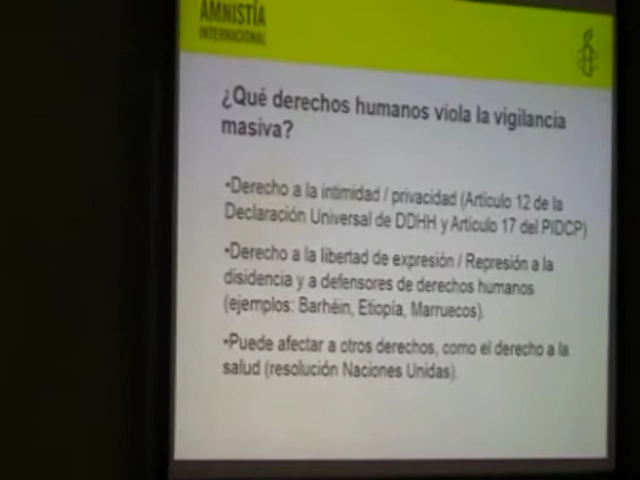 AMNISTÍA
INTERNACIONAL
¿Qué derechos humanos viola la vigilancia
masiva?
•Derecho a la intimidad / privacidad (Artículo 12 de la
Declaración Universal de DDHH y Artículo 17 del PIDCP)
•Derecho a la libertad de expresión / Represión a la
disidencia y a defensores de derechos humanos
(ejemplos: Barhéin, Etiopía, Marruecos).
•Puede afectar a otros derechos, como el derecho a la
salud (resolución Naciones Unidas).